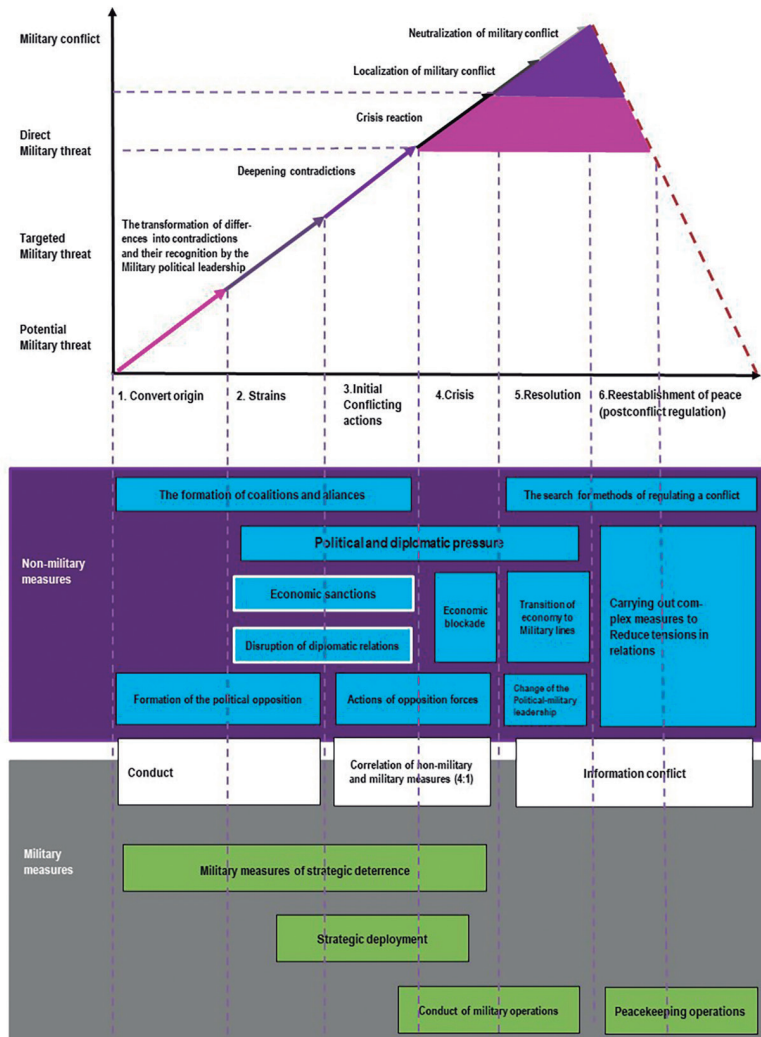 Military conflict
Neutralization of military conflict
Localization of military conflict
Crisis reaction
Direct
Military threat
Deepening contradictions
The transformation of differ-
ences into contradictions
and their recognition by the
Military political leadership
Targeted
Military threat
Potential
Military threat
1. Convert origin
2. Strains
3.Initial
Conflicting
actions
4.Crisis
5.Resolution
6.Reestablishment of peace
(postconflict regulation)
Non-military
measures
The formation of coalitions and aliances
The search for methods of regulating a conflict
Political and diplomatic pressure
Economic sanctions
Disruption of diplomatic relations
Economic
blockade
Transition of
economy to
Military lines
Carrying out com-
plex measures to
Reduce tensions in
relations
Formation of the political opposition
Actions of opposition forces
Change of the
Political-military
leadership
Conduct
Correlation of non-military
and military measures (4:1)
Information conflict
Military
measures
Military measures of strategic deterrence
Strategic deployment
Conduct of military operations
Peacekeeping operations